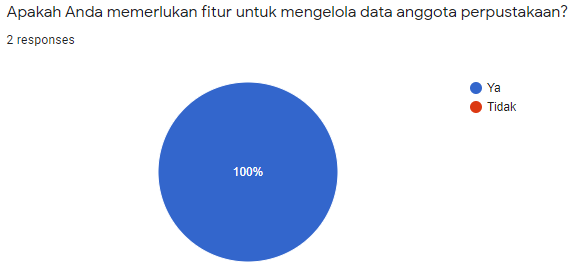 Apakah Anda memerlukan fitur untuk mengelola data anggota perpustakaan?
2 responses
Ya
Tidak
100%